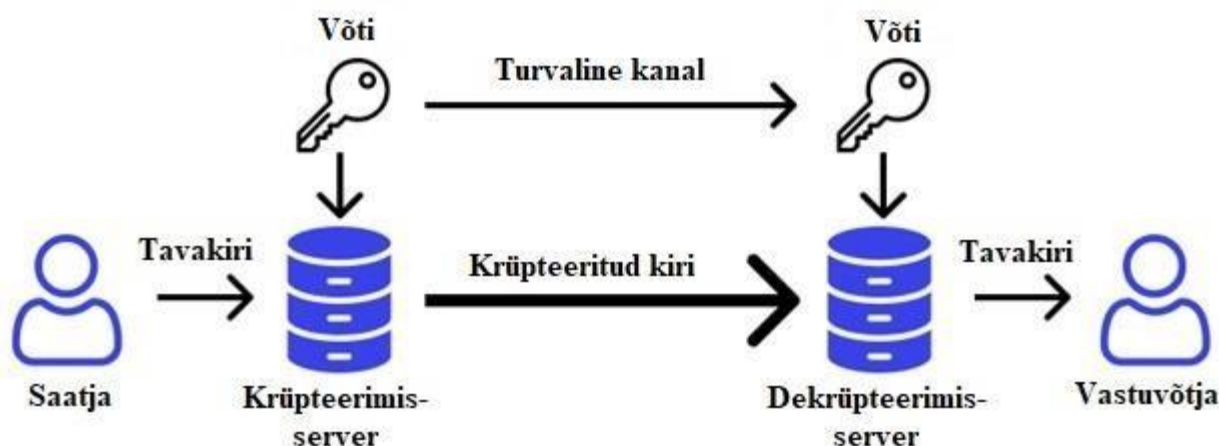 Võti
Võti
Turvaline kanal
Tavakiri
Krüpteeritud kiri
Tavakiri
Saatja
Krüpteerimis-
server
Dekrüpteerimis-
server
Vastuvõtja